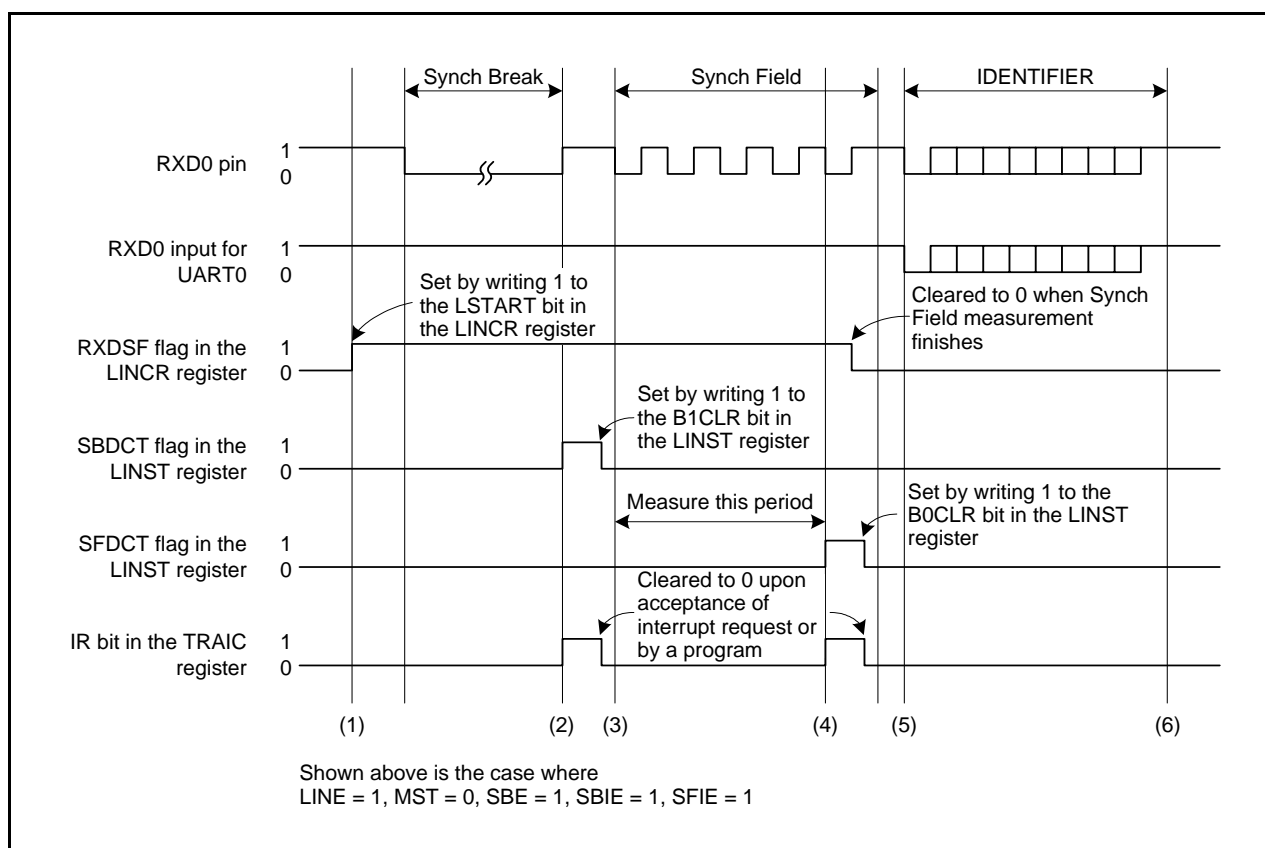 Synch Break
Synch Field
IDENTIFIER
RXD0 pin
1
0
RXD0 input for
UART0
1
0
Set by writing 1 to
the LSTART bit in
the LINCR register
Cleared to 0 when Synch
Field measurement
finishes
RXDSF flag in the
LINCR register
1
0
Set by writing 1 to
the B1CLR bit in
the LINST register
SBDCT flag in the
LINST register
1
0
Measure this period
Set by writing 1 to the
B0CLR bit in the LINST
register
SFDCT flag in the
LINST register
1
0
Cleared to 0 upon
acceptance of
interrupt request or
by a program
IR bit in the TRAIC
register
1
0
(1)
(2)
(3)
(4)
(5)
(6)
Shown above is the case where
LINE = 1, MST = 0, SBE = 1, SBIE = 1, SFIE = 1